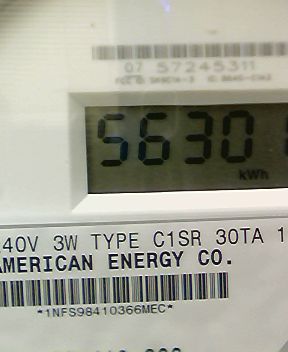 07 57245311
5630
kWh
40V 3W TYPE C1SR 30TA 1
AMERICAN ENERGY CO.
*1NFS98410366MEC*